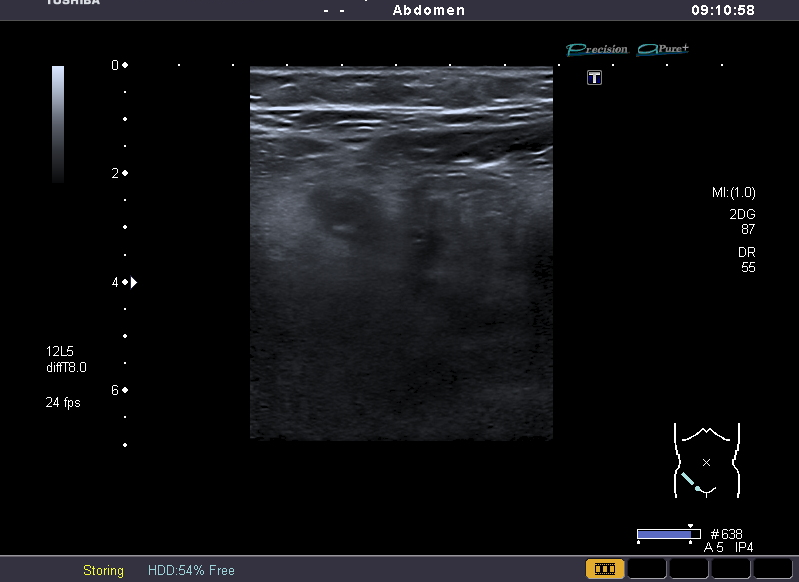 TOSHIBA
- -
Abdomen
09:10:58
Precision
APure+
T
0
2
4
6
MI:(1.0)
2DG
87
DR
55
12L5
diffT8.0
24 fps
#638
A 5 IP4
Storing
HDD:54% Free